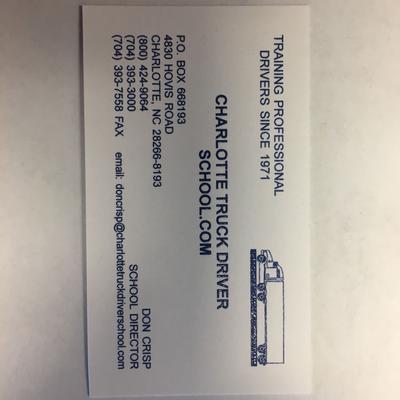 TRAINING PROFESSIONAL
DRIVERS SINCE 1971
CHARLOTTE TRUCK DRIVER
SCHOOL.COM
P.O. BOX 668193
4830 HOVIS ROAD
CHARLOTTE, NC 28266-8193
(800) 424-9064
(704) 393-3000
(704) 393-7558 FAX
DON CRISP
SCHOOL DIRECTOR
email: doncrisp@charlottetruckdriverschool.com